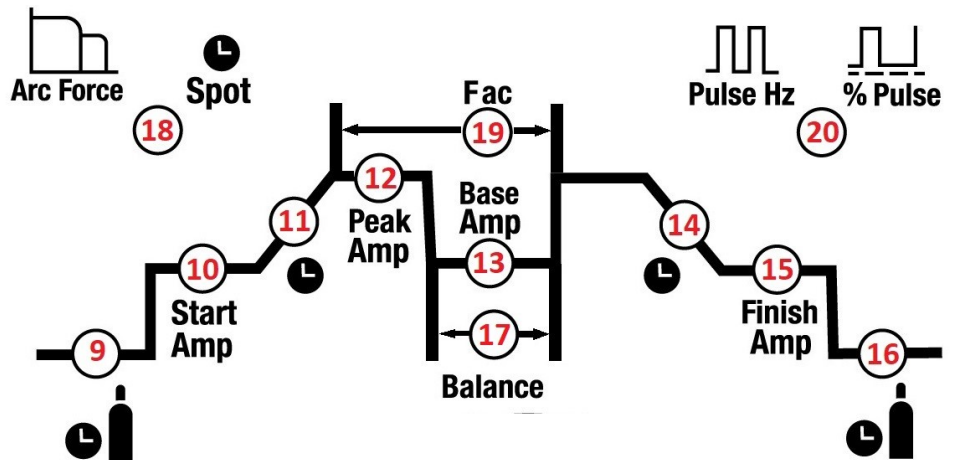 Arc Force
Spot
18
Fac
19
Pulse Hz
% Pulse
20
12
Peak
Amp
Base
Amp
13
11
10
Start
Amp
9
17
Balance
14
15
Finish
Amp
16